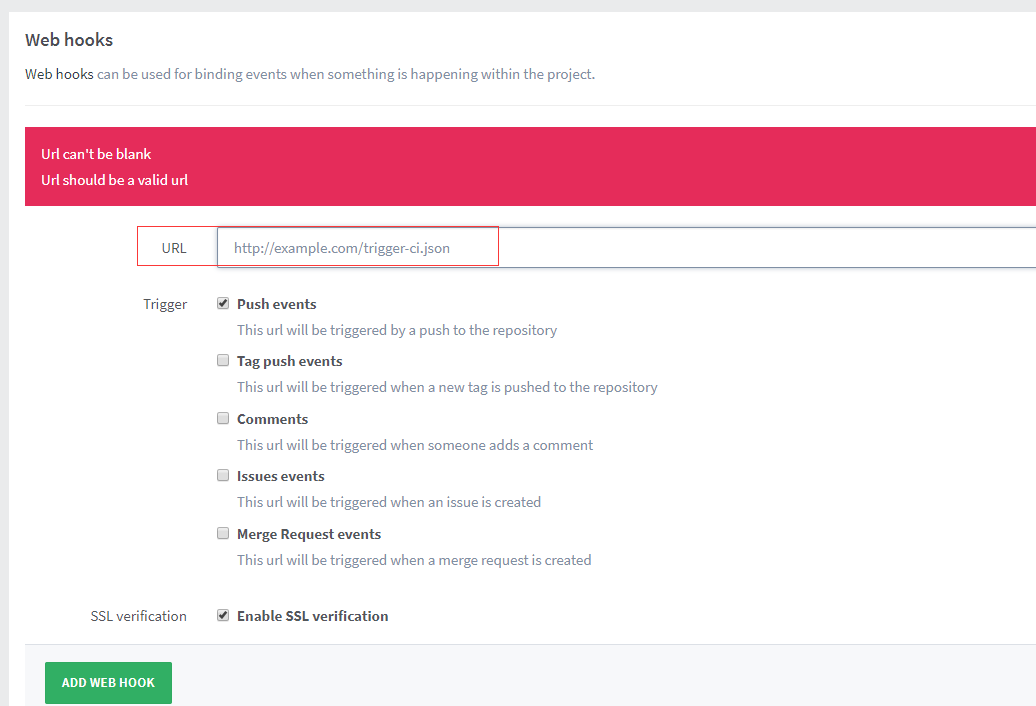 Web hooks
Web hooks can be used for binding events when something is happening within the project.
Url can't be blank
Url should be a valid url
URL http://example.com/trigger-ci.json
Trigger Push events
This url will be triggered by a push to the repository
Tag push events
This url will be triggered when a new tag is pushed to the repository
Comments
This url will be triggered when someone adds a comment
Issues events
This url will be triggered when an issue is created
Merge Request events
This url will be triggered when a merge request is created
SSL verification Enable SSL verification
ADD WEB HOOK